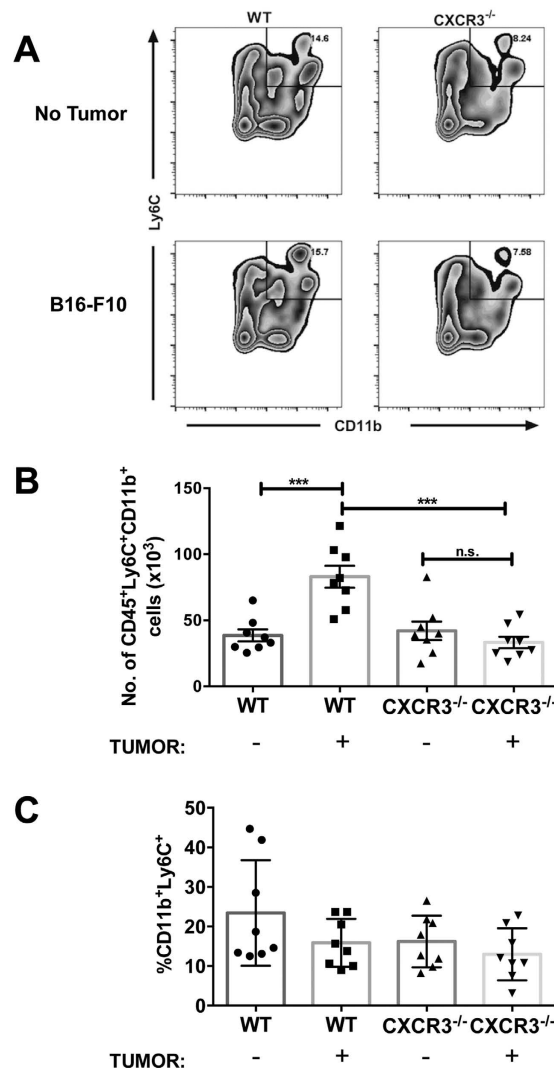 A
WT
CXCR3⁻/⁻
No Tumor
14.6
8.24
Ly6C
B16-F10
15.7
7.58
CD11b
B
No. of CD45⁺Ly6C⁺CD11b⁺
cells (x10³)
150
100
50
0
***
***
n.s.
WT
WT
CXCR3⁻/⁻
CXCR3⁻/⁻
TUMOR:
-
+
-
+
C
%CD11b⁺Ly6C⁺
50
40
30
20
10
0
WT
WT
CXCR3⁻/⁻
CXCR3⁻/⁻
TUMOR:
-
+
-
+